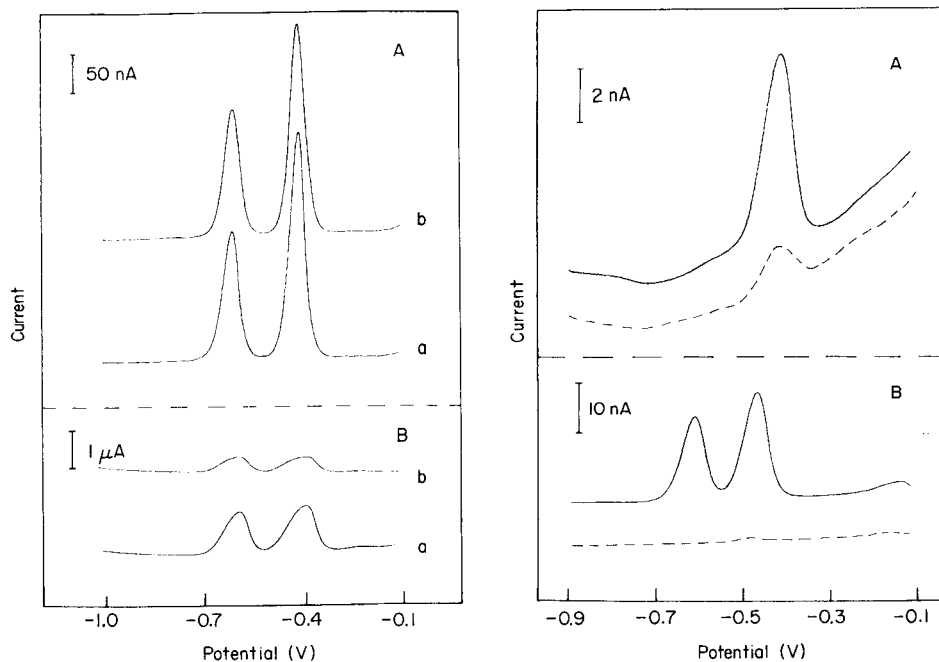 A
50 nA
b
a
B
1 μA
b
a
Current
-1.0 -0.7 -0.4 -0.1
Potential (V)
A
2 nA
B
10 nA
Current
-0.9 -0.7 -0.5 -0.3 -0.1
Potential (V)